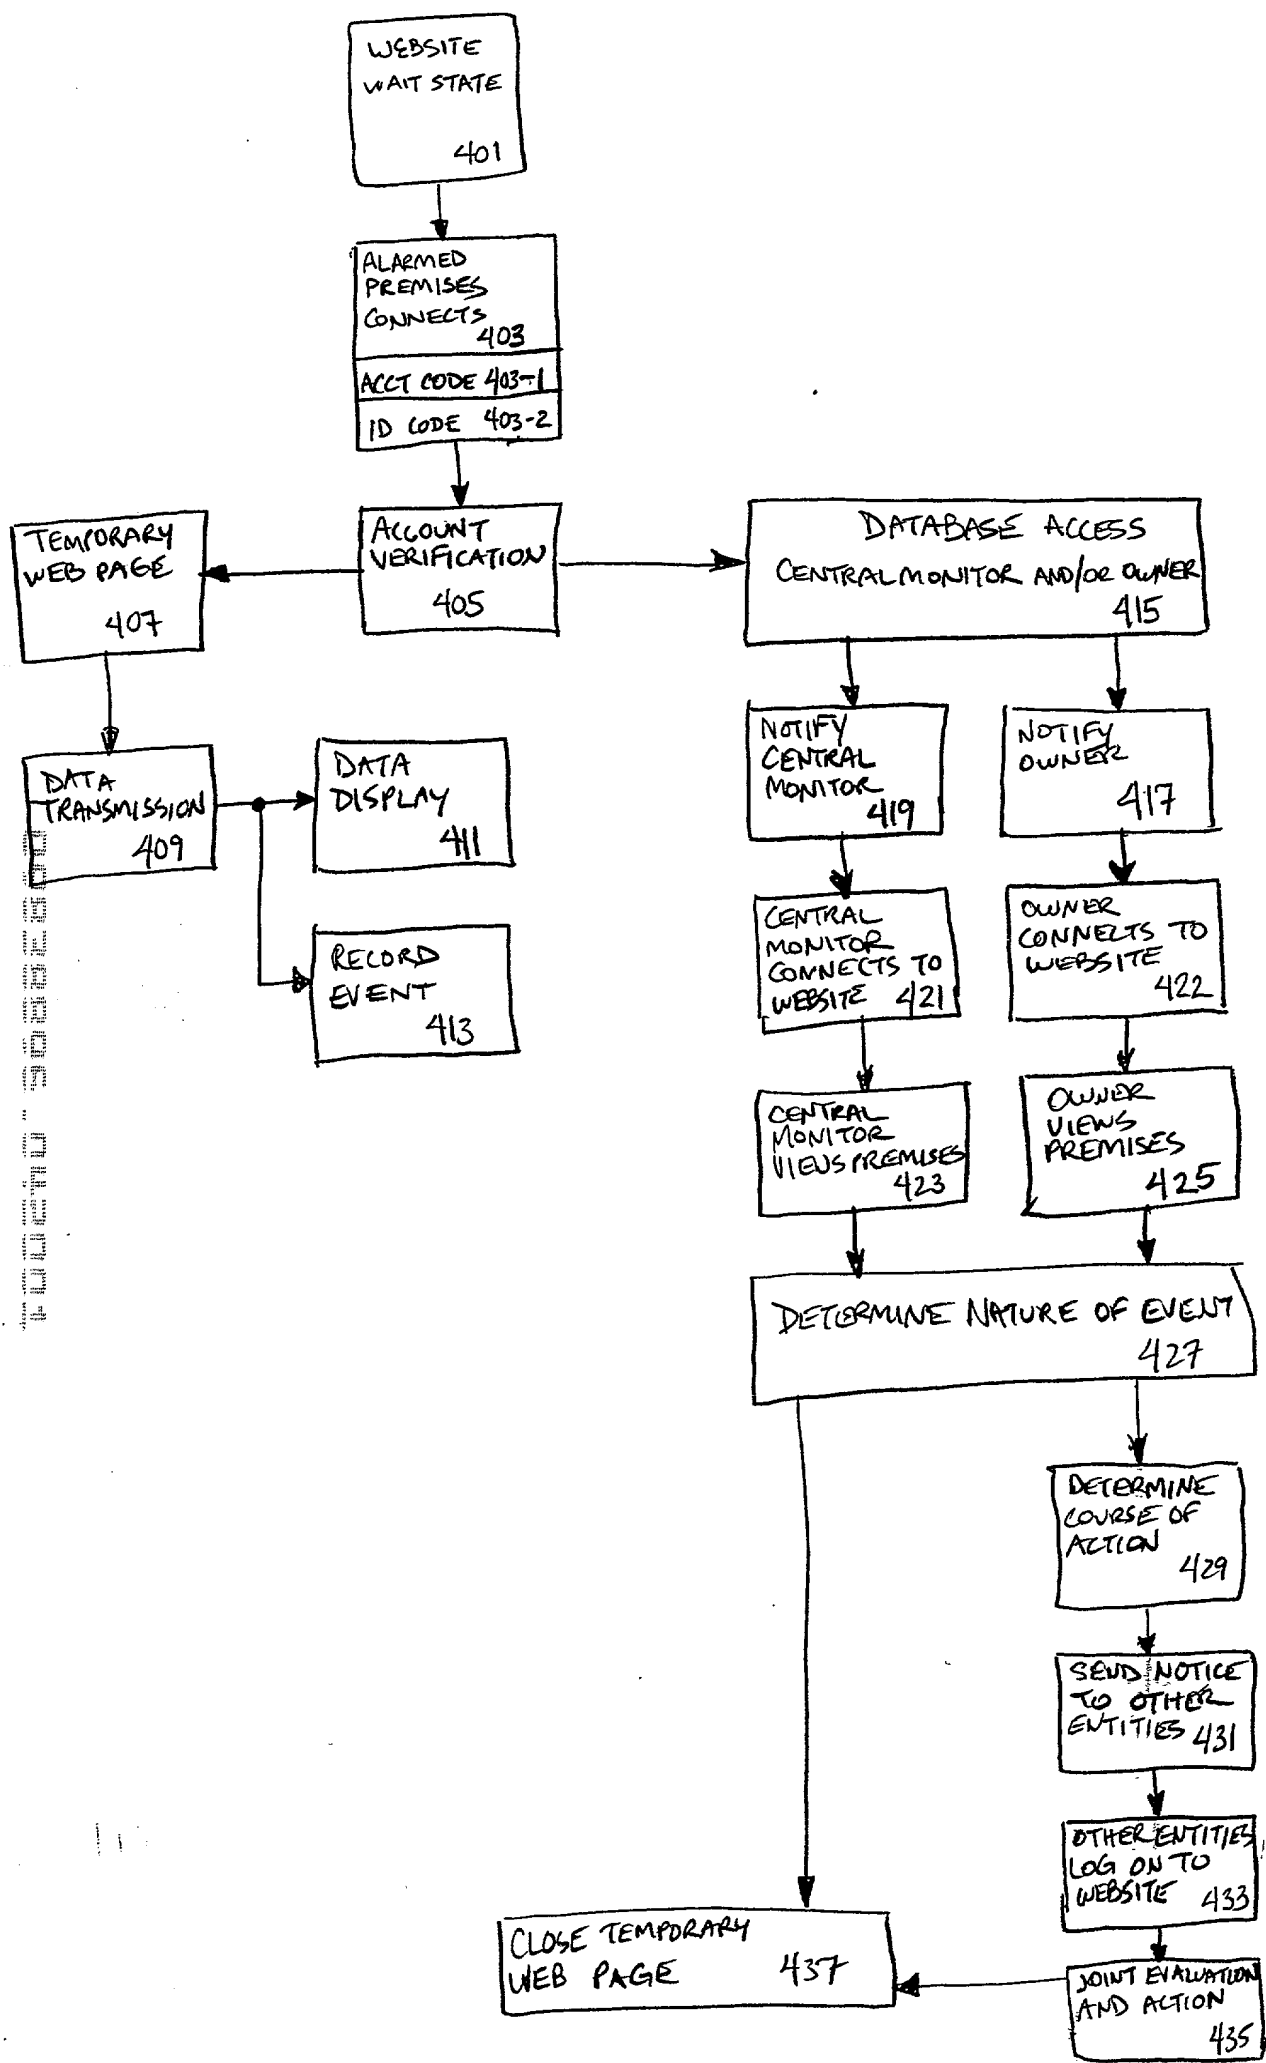 WEBSITE
WAIT STATE
401
ALARMED
PREMISES
CONNECTS
403
ACCT CODE 403-1
ID CODE 403-2
ACCOUNT
VERIFICATION
405
TEMPORARY
WEB PAGE
407
DATABASE ACCESS
CENTRAL MONITOR AND/OR OWNER
415
DATA
TRANSMISSION
409
DATA
DISPLAY
411
RECORD
EVENT
413
NOTIFY
CENTRAL
MONITOR
419
NOTIFY
OWNER
417
CENTRAL
MONITOR
CONNECTS TO
WEBSITE 421
OWNER
CONNECTS TO
WEBSITE
422
CENTRAL
MONITOR
VIEWS PREMISES
423
OWNER
VIEWS
PREMISES
425
DETERMINE NATURE OF EVENT
427
DETERMINE
COURSE OF
ACTION
429
SEND NOTICE
TO OTHER
ENTITIES 431
OTHER ENTITIES
LOG ON TO
WEBSITE 433
JOINT EVALUATION
AND ACTION
435
CLOSE TEMPORARY
WEB PAGE 437